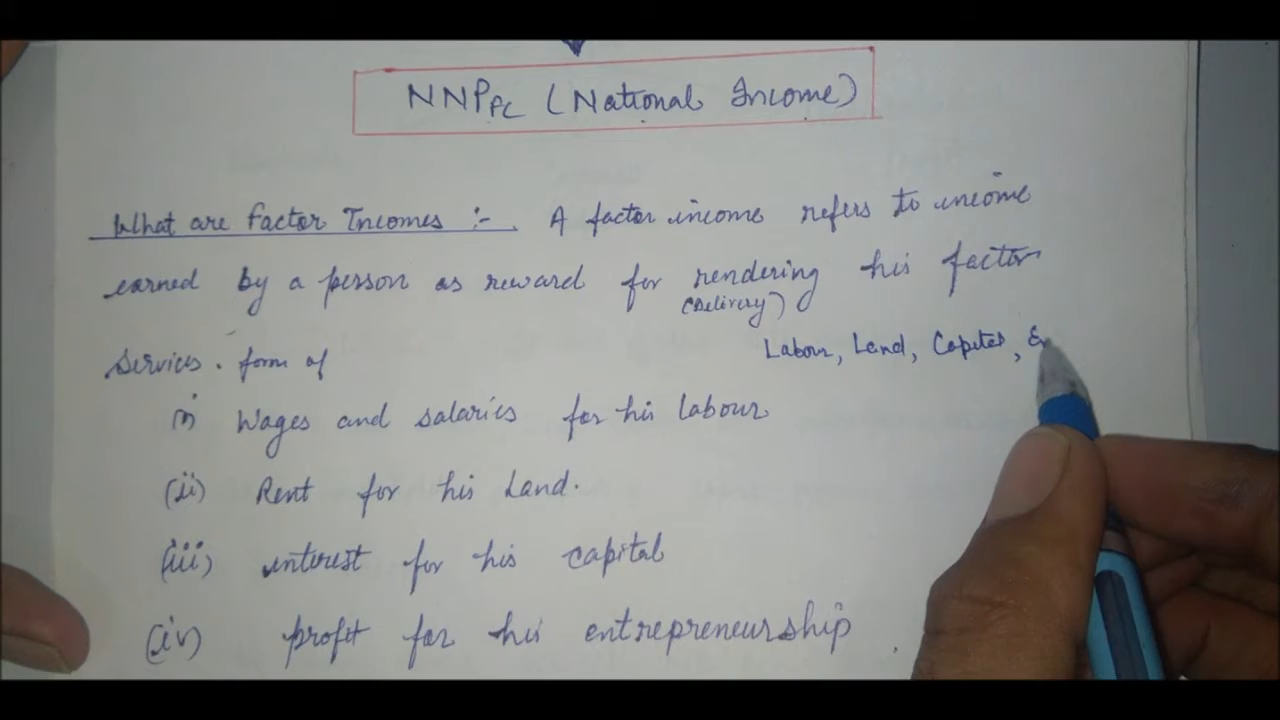 NNPFC (National Income)
What are Factor Incomes :- A factor income refers to income
earned by a person as reward for rendering his factor
(Delivery)
Labour, Land, Capital, E
Services. form of
(i) Wages and salaries for his labour
(ii) Rent for his Land.
(iii) interest for his capital
(iv) profit for his entrepreneurship